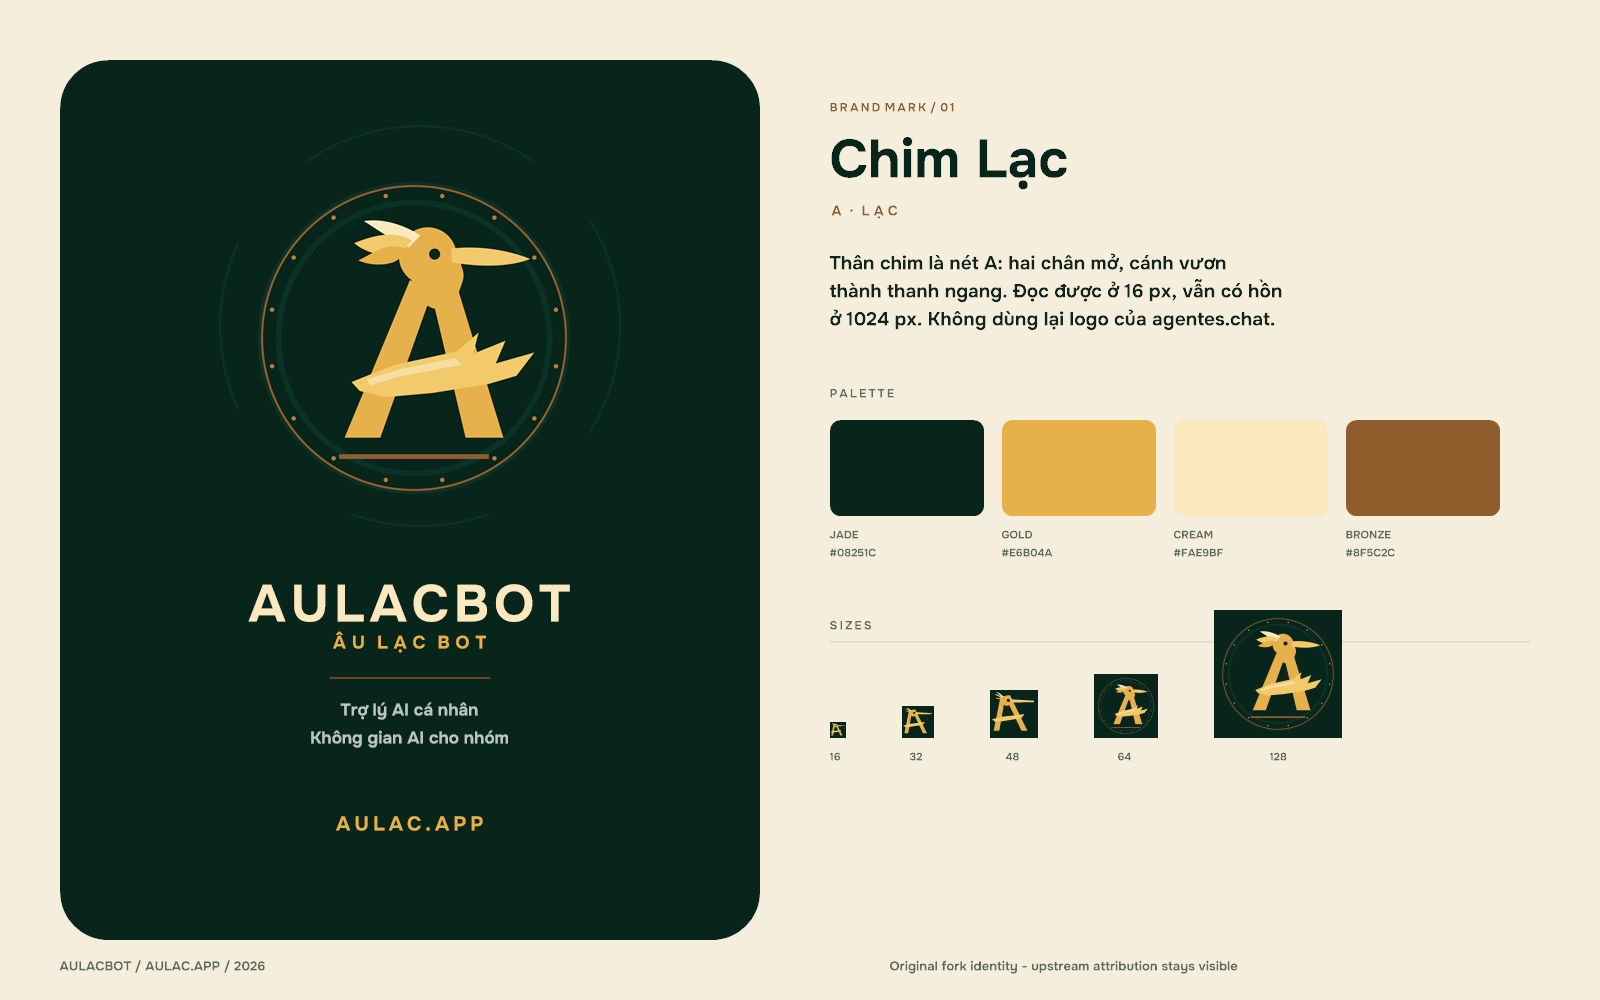 AULACBOT
ÂU LẠC BOT
Trợ lý AI cá nhân
Không gian AI cho nhóm
AULAC.APP
BRAND MARK / 01
Chim Lạc
A · LẠC
Thân chim là nét A: hai chân mở, cánh vươn
thành thanh ngang. Đọc được ở 16 px, vẫn có hồn
ở 1024 px. Không dùng lại logo của agentes.chat.
PALETTE
JADE
#08251C
GOLD
#E6B04A
CREAM
#FAE9BF
BRONZE
#8F5C2C
SIZES
16
32
48
64
128
AULACBOT / AULAC.APP / 2026
Original fork identity - upstream attribution stays visible